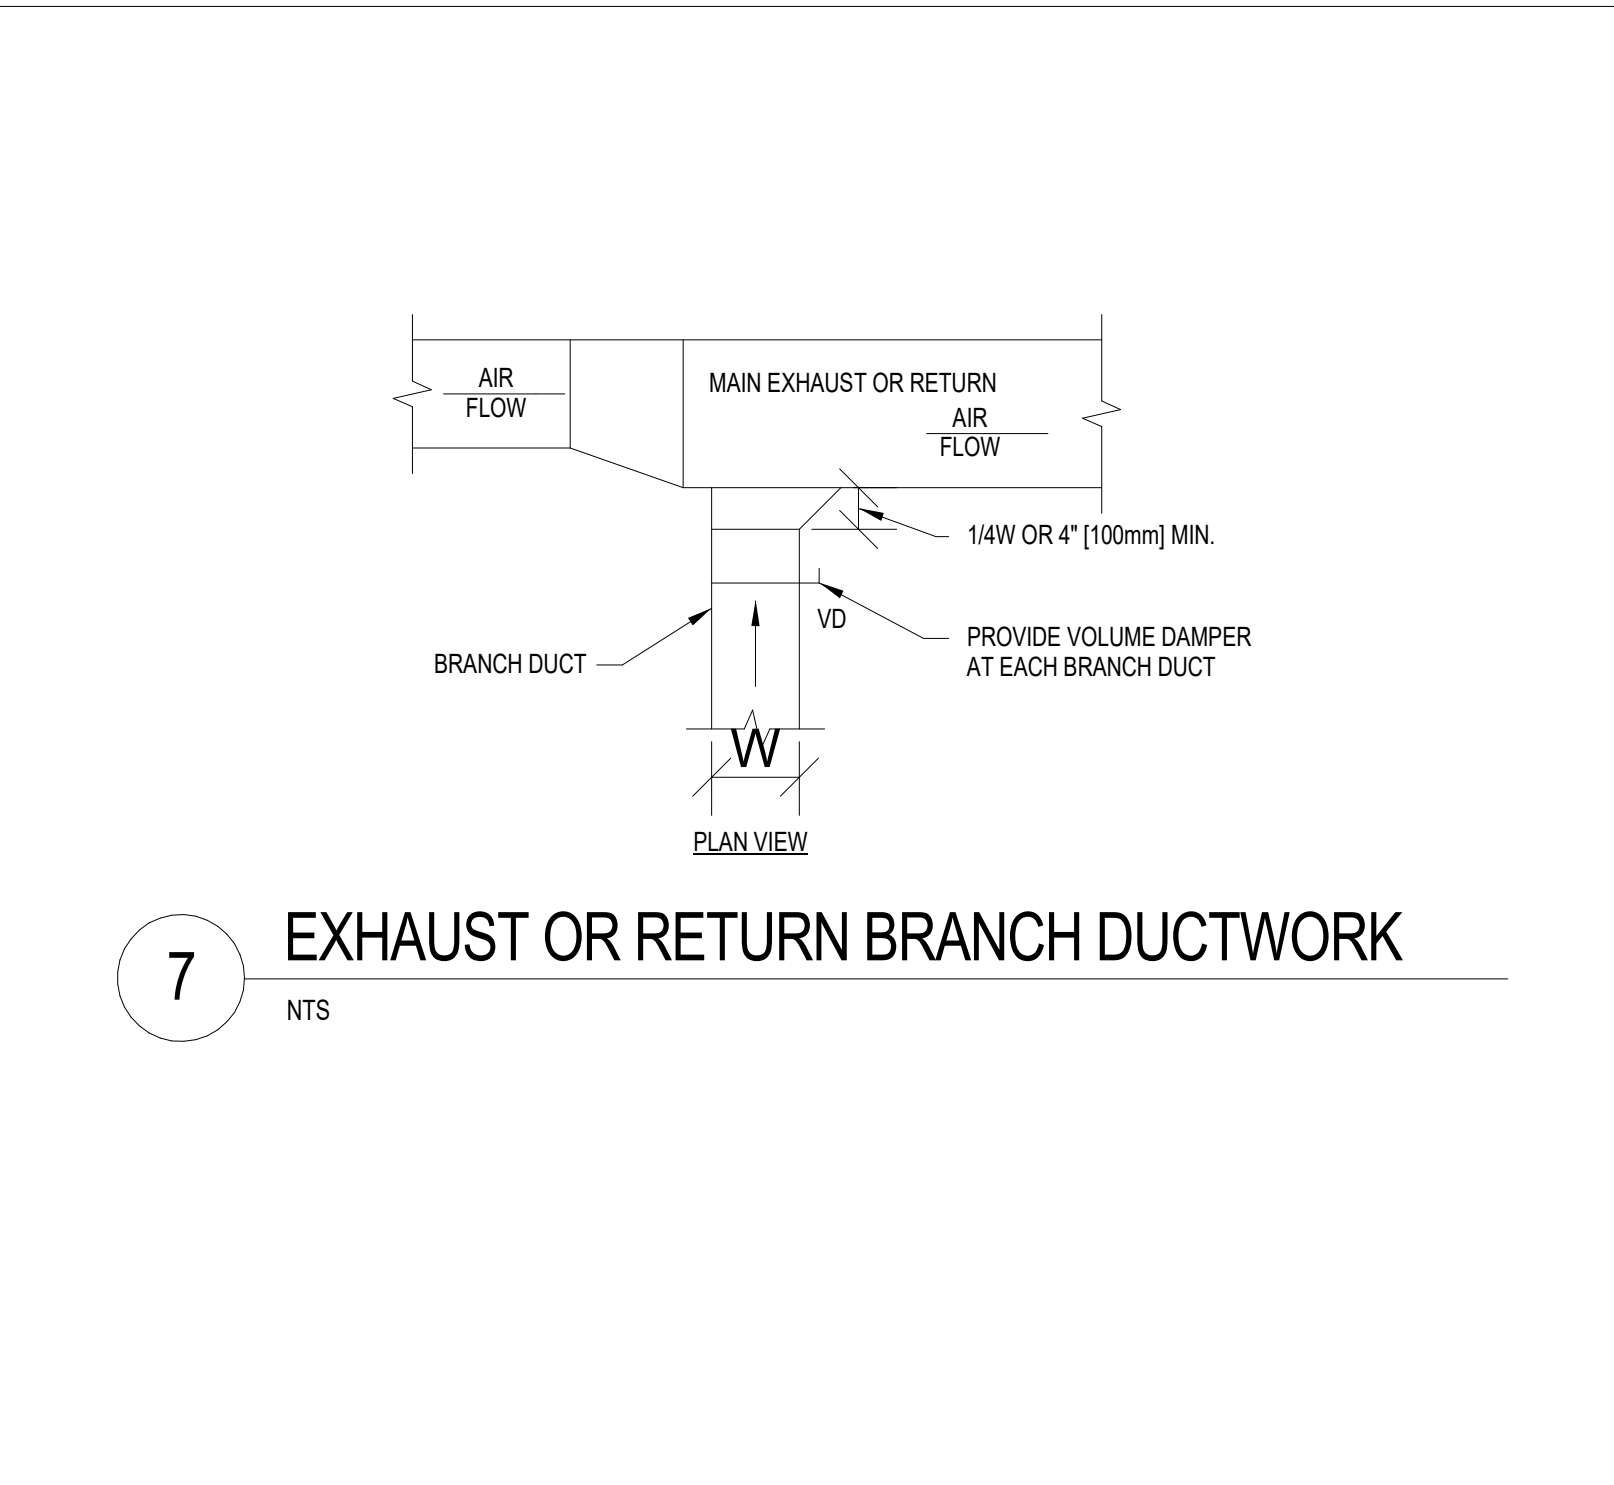 AIR
FLOW
MAIN EXHAUST OR RETURN
AIR
FLOW
1/4W OR 4" [100mm] MIN.
VD
PROVIDE VOLUME DAMPER
AT EACH BRANCH DUCT
BRANCH DUCT
W
PLAN VIEW
7
EXHAUST OR RETURN BRANCH DUCTWORK
NTS